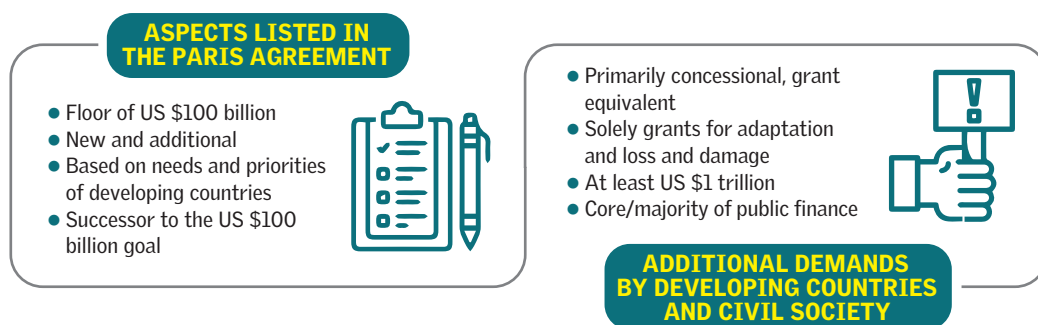 ASPECTS LISTED IN
THE PARIS AGREEMENT
● Floor of US $100 billion
● New and additional
● Based on needs and priorities
of developing countries
● Successor to the US $100
billion goal
● Primarily concessional, grant
equivalent
● Solely grants for adaptation
and loss and damage
● At least US $1 trillion
● Core/majority of public finance
!
ADDITIONAL DEMANDS
BY DEVELOPING COUNTRIES
AND CIVIL SOCIETY